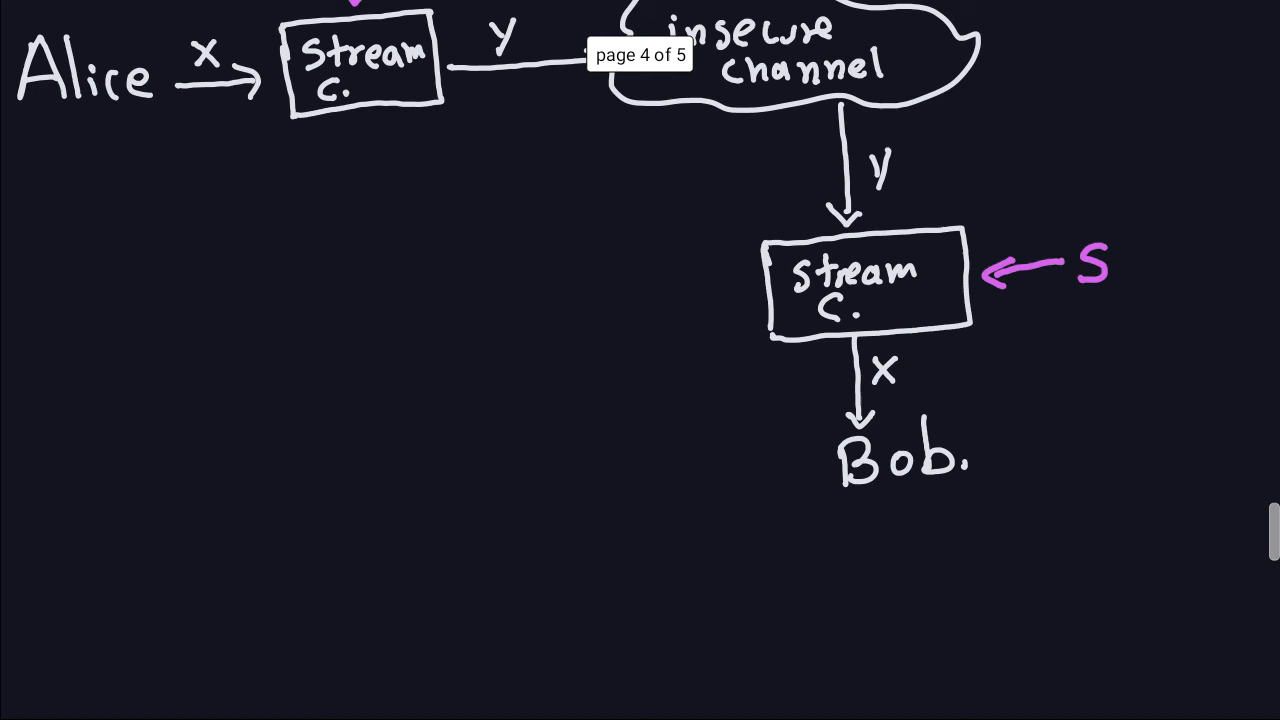 Alice
x
Stream
C.
y
insecure
channel
page 4 of 5
y
Stream
C.
S
x
Bob.